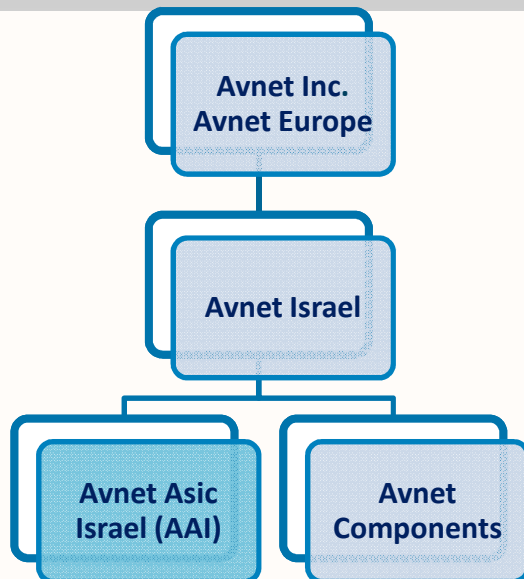 Avnet Inc.
Avnet Europe
Avnet Israel
Avnet Asic
Israel (AAI)
Avnet
Components